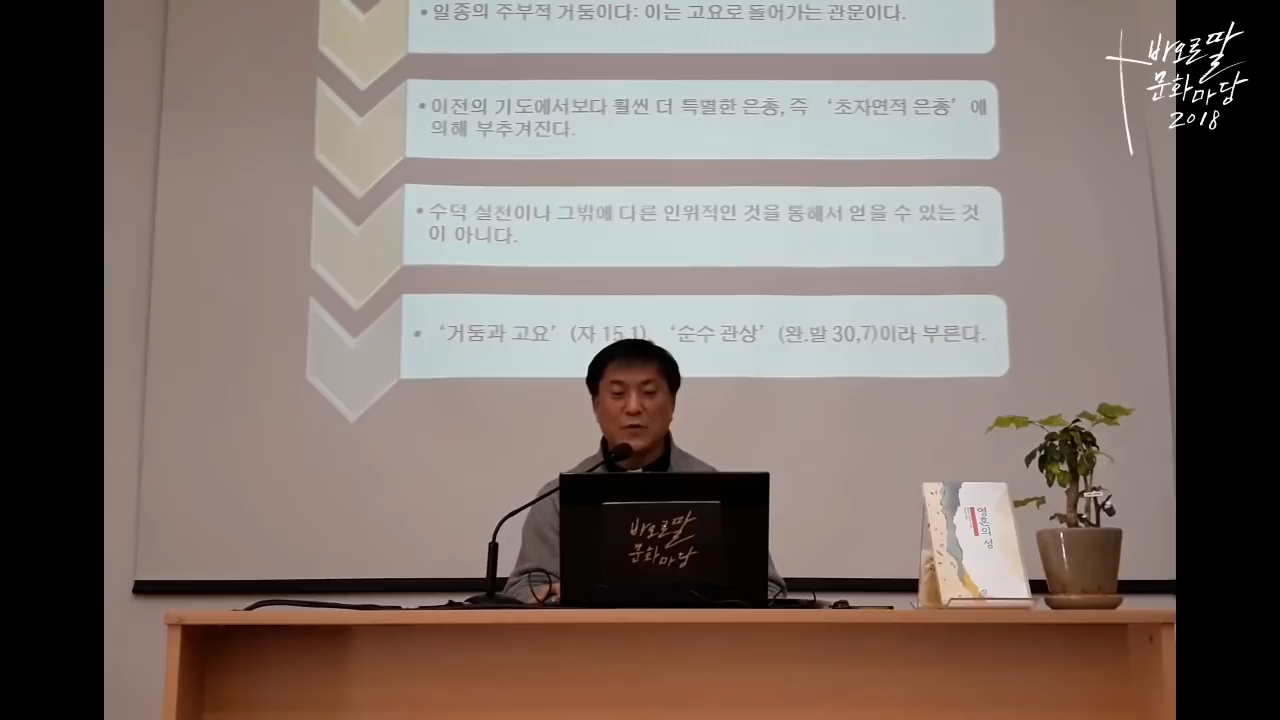 • 일종의 주부적 거둠이다: 이는 고요로 들어가는 관문이다.
• 이전의 기도에서보다 훨씬 더 특별한 은총, 즉 ‘초자연적 은총’에
의해 부추겨진다.
• 수덕 실천이나 그밖에 다른 인위적인 것을 통해서 얻을 수 있는 것
이 아니다.
• ‘거둠과 고요’ (자 15,1), ‘순수 관상’ (완.발 30,7)이라 부른다.
바오로딸
문화마당
2018
바오로딸
문화마당
영혼의 성